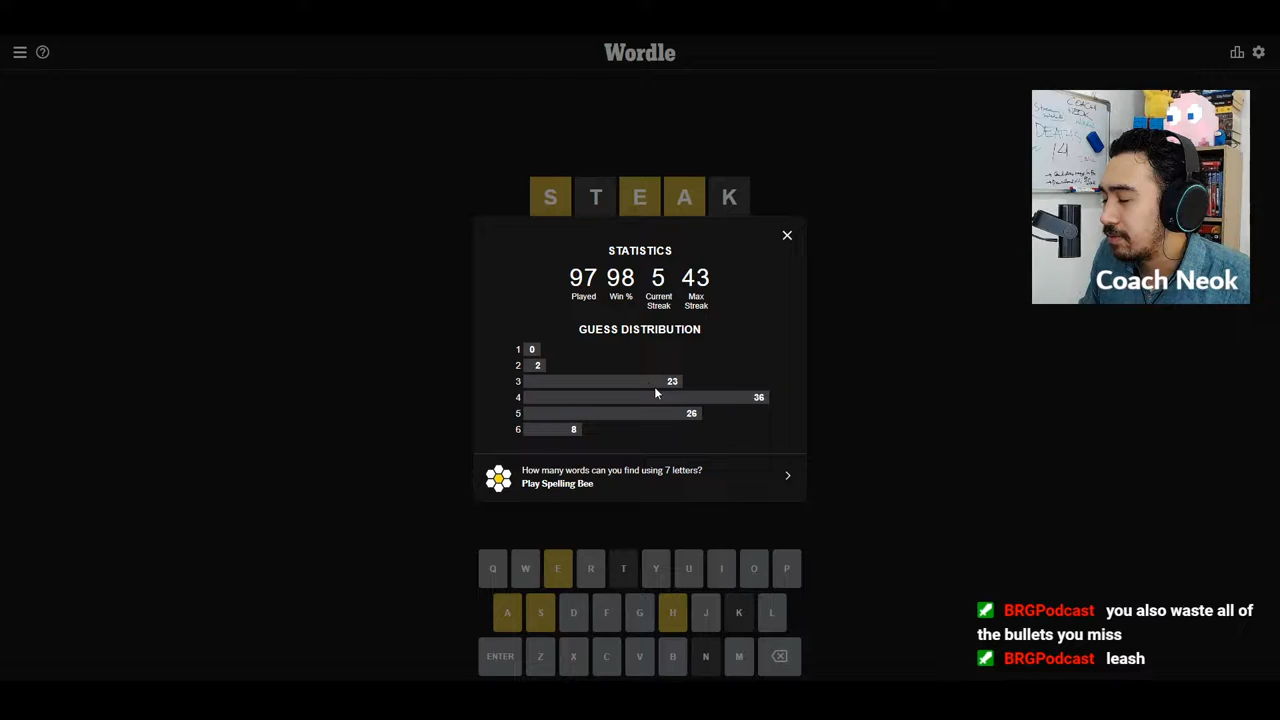 Wordle
S T E A K
STATISTICS
97 98 5 43
Played Win % Current Streak Max Streak
GUESS DISTRIBUTION
1 0
2 2
3 23
4 36
5 26
6 8
How many words can you find using 7 letters?
Play Spelling Bee
Q W E R T Y U I O P
A S D F G H J K L
ENTER Z X C V B N M
COACH
14
Coach Neok
BRGPodcast you also waste all of
the bullets you miss
BRGPodcast leash